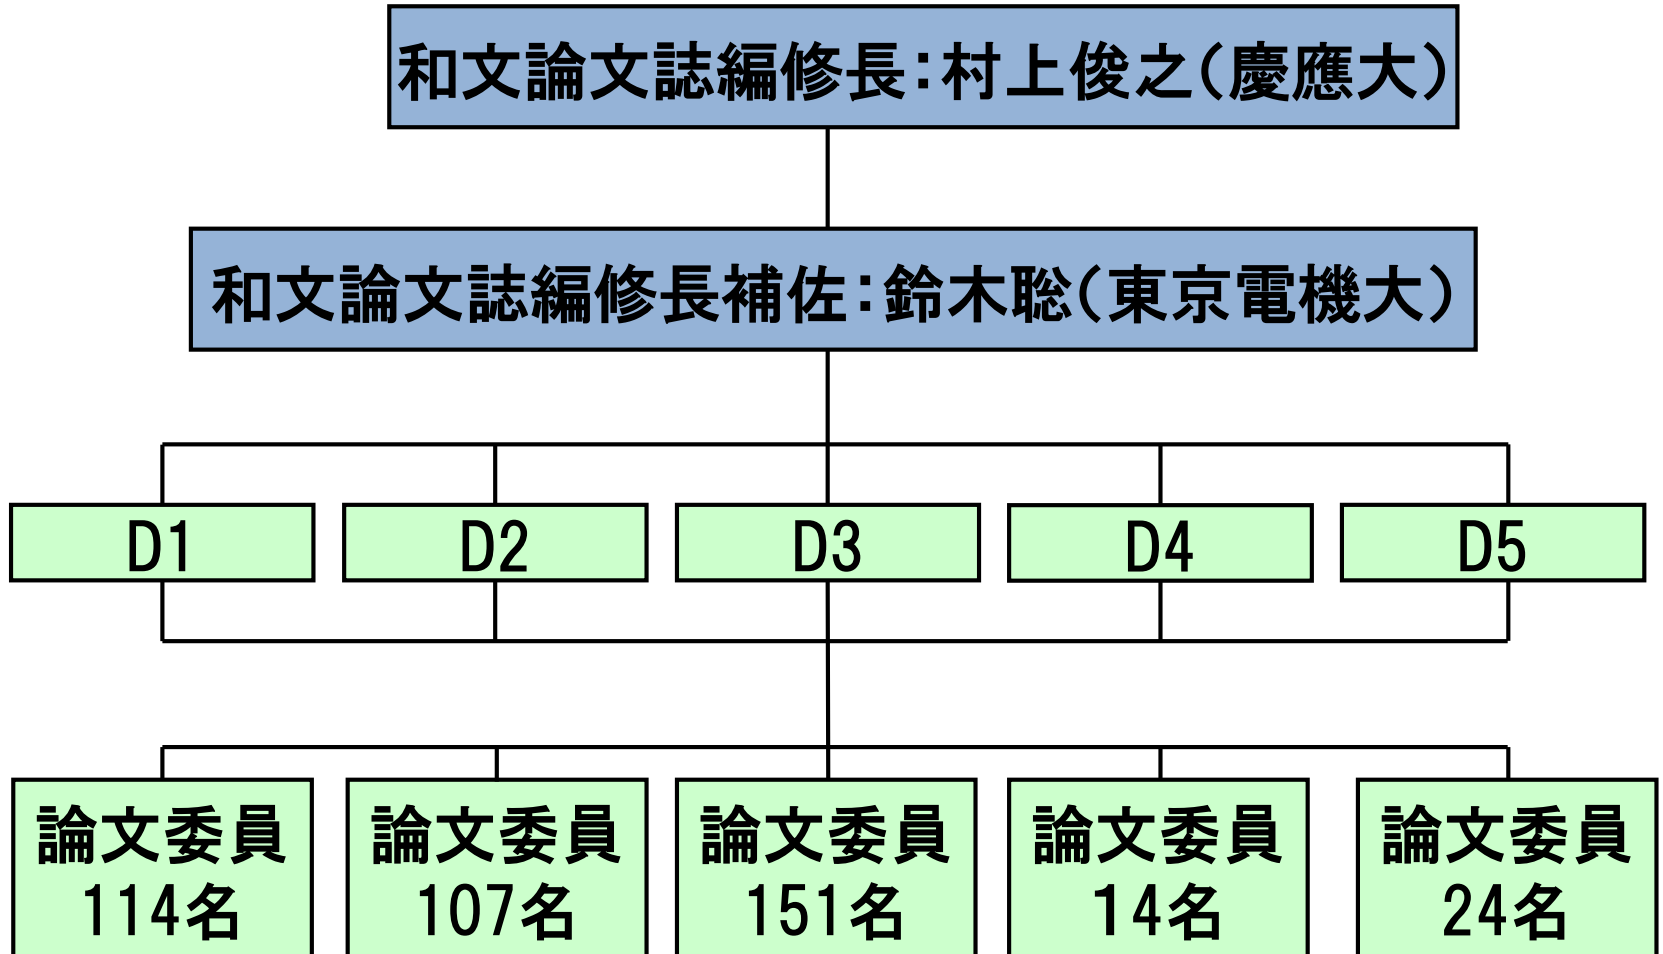 和文論文誌編修長：村上俊之（慶應大）
和文論文誌編修長補佐：鈴木聡（東京電機大）
D1
D2
D3
D4
D5
論文委員
114名
論文委員
107名
論文委員
151名
論文委員
14名
論文委員
24名